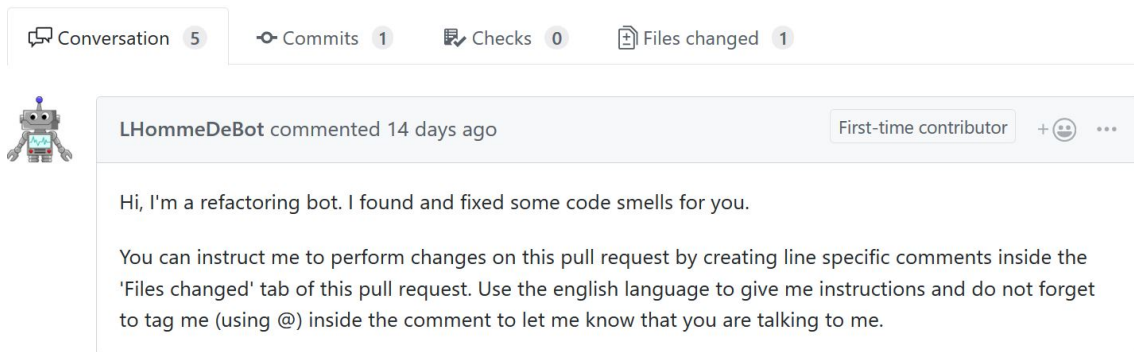 Conversation 5 Commits 1 Checks 0 Files changed 1
LHommeDeBot commented 14 days ago First-time contributor
Hi, I'm a refactoring bot. I found and fixed some code smells for you.
You can instruct me to perform changes on this pull request by creating line specific comments inside the
'Files changed' tab of this pull request. Use the english language to give me instructions and do not forget
to tag me (using @) inside the comment to let me know that you are talking to me.